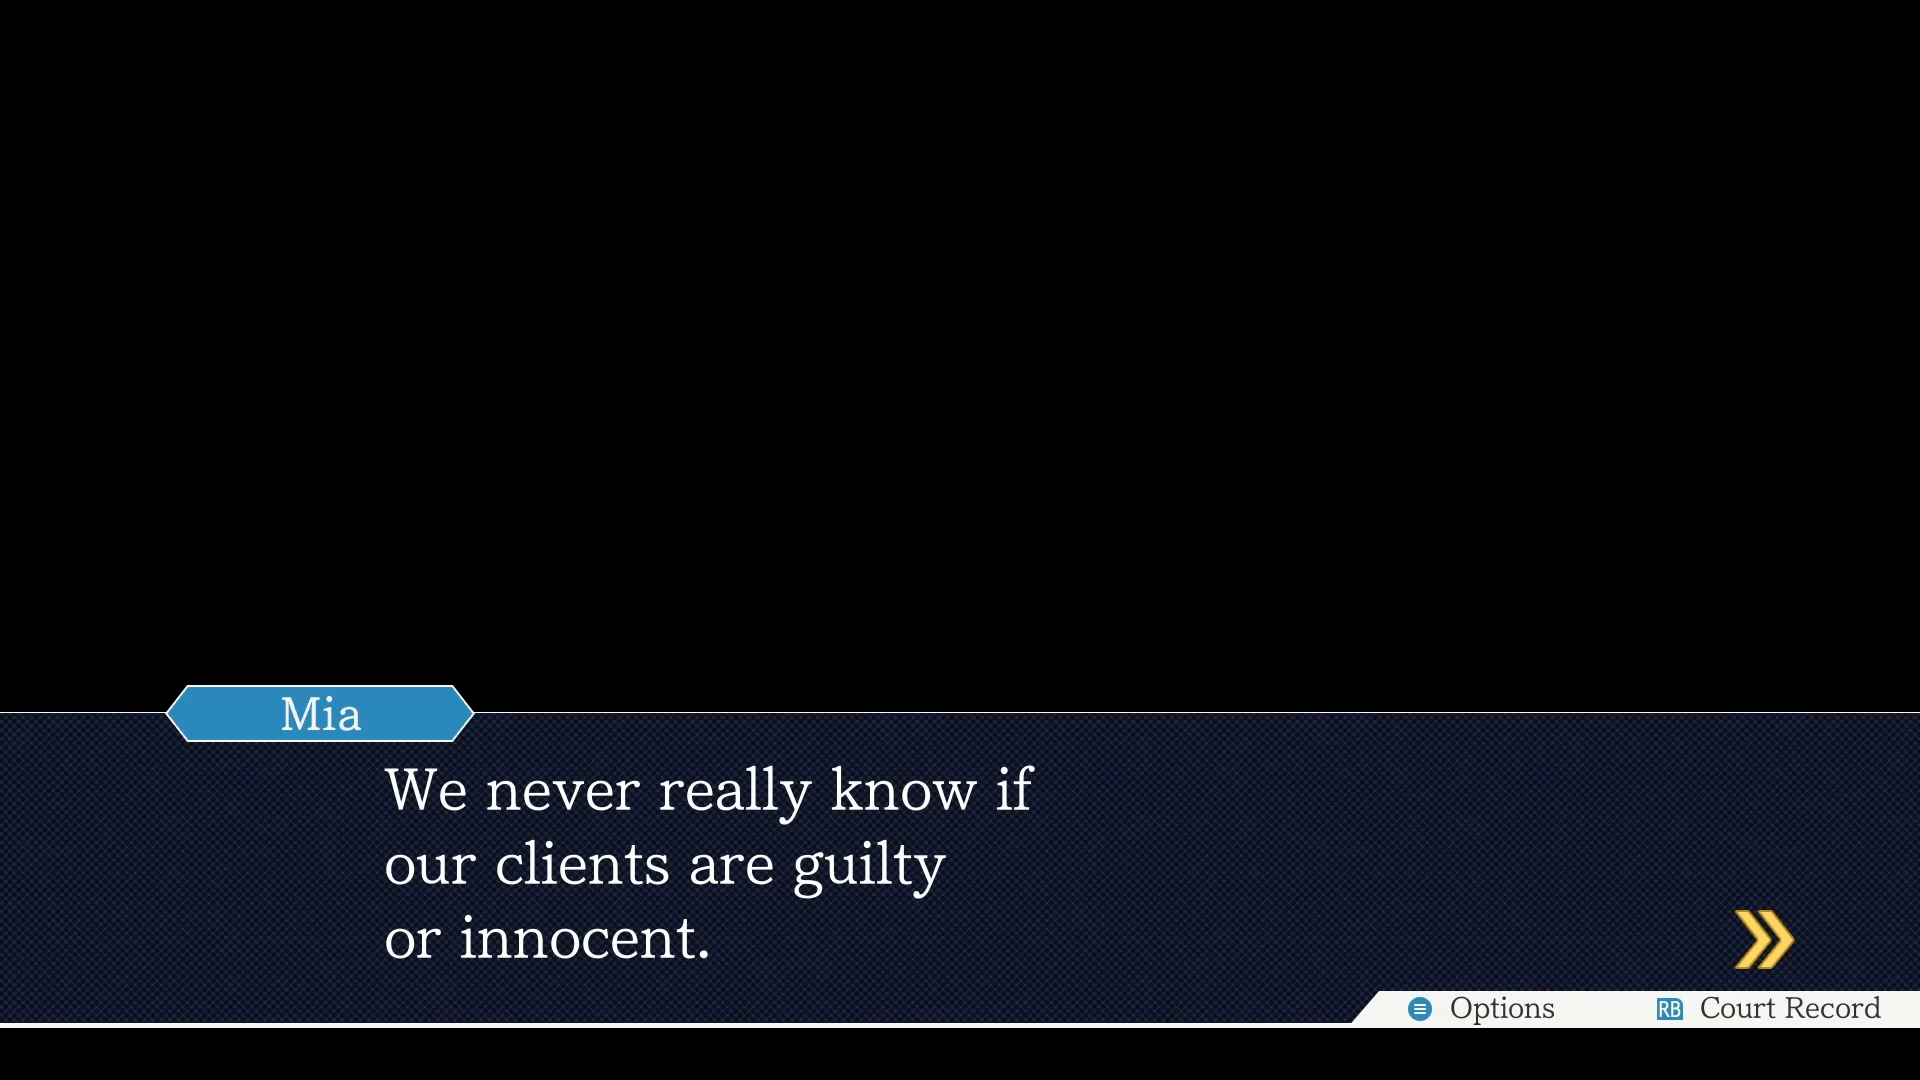 Mia
We never really know if
our clients are guilty
or innocent.
Options
RB Court Record